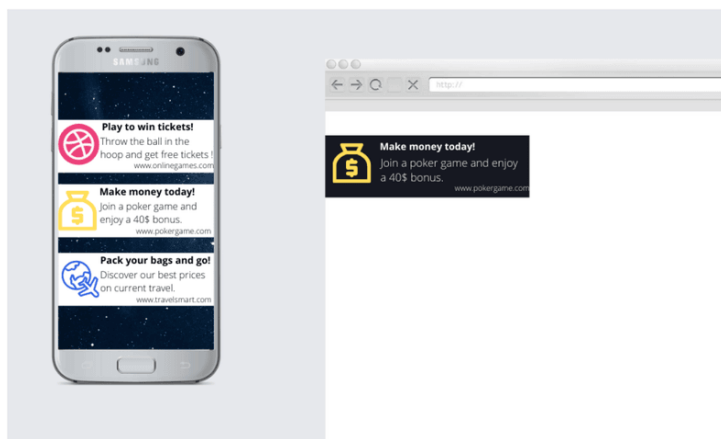 SAMSUNG
Play to win tickets!
Throw the ball in the
hoop and get free tickets !
www.onlinegames.com
Make money today!
Join a poker game and
enjoy a 40$ bonus.
www.pokergame.com
Pack your bags and go!
Discover our best prices
on current travel.
www.travelsmart.com
http://
Make money today!
Join a poker game and enjoy
a 40$ bonus.
www.pokergame.com